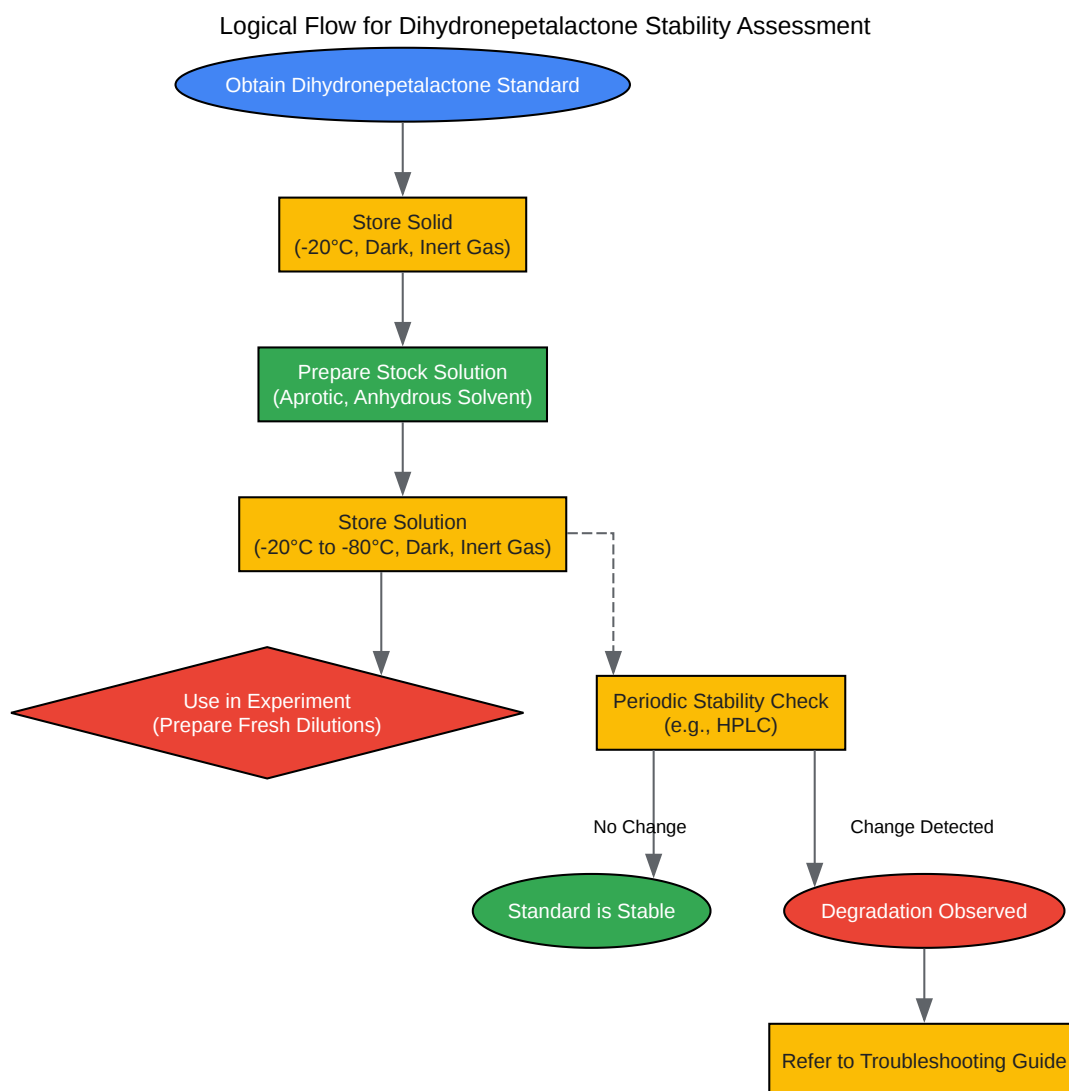 Logical Flow for Dihydronepetalactone Stability Assessment
Obtain Dihydronepetalactone Standard
Store Solid
(-20°C, Dark, Inert Gas)
Prepare Stock Solution
(Aprotic, Anhydrous Solvent)
Store Solution
(-20°C to -80°C, Dark, Inert Gas)
Use in Experiment
(Prepare Fresh Dilutions)
Periodic Stability Check
(e.g., HPLC)
No Change
Change Detected
Standard is Stable
Degradation Observed
Refer to Troubleshooting Guide